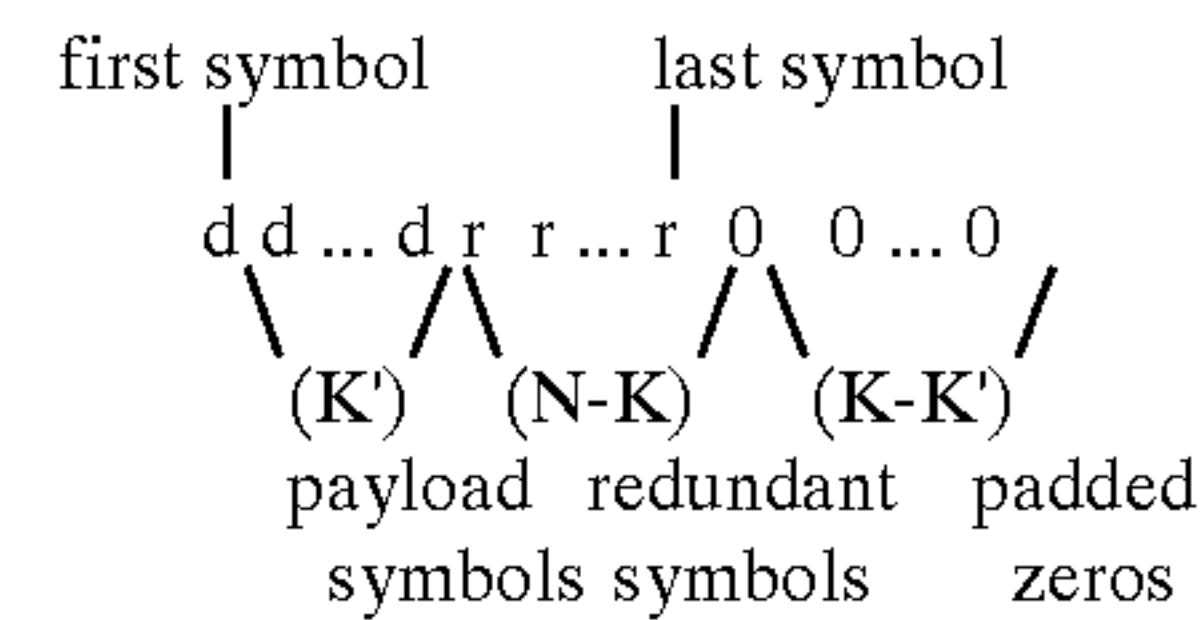 first symbol last symbol
d d ... d r r ... r 0 0 ... 0
(K') (N-K) (K-K')
payload redundant padded
symbols symbols zeros